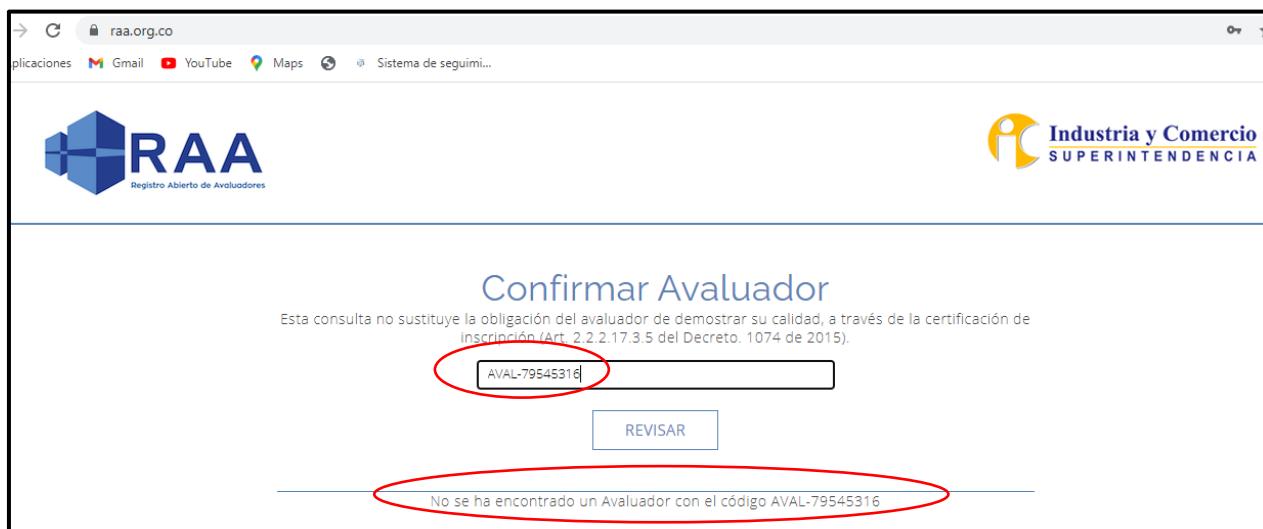 raa.org.co
plicaciones Gmail YouTube Maps Sistema de seguimi...
RAA
Registro Abierto de Avaluadores
Industria y Comercio
SUPERINTENDENCIA
Confirmar Avaluador
Esta consulta no sustituye la obligación del avaluador de demostrar su calidad, a través de la certificación de
inscripción (Art. 2.2.2.17.3.5 del Decreto. 1074 de 2015).
AVAL-79545316
REVISAR
No se ha encontrado un Avaluador con el código AVAL-79545316